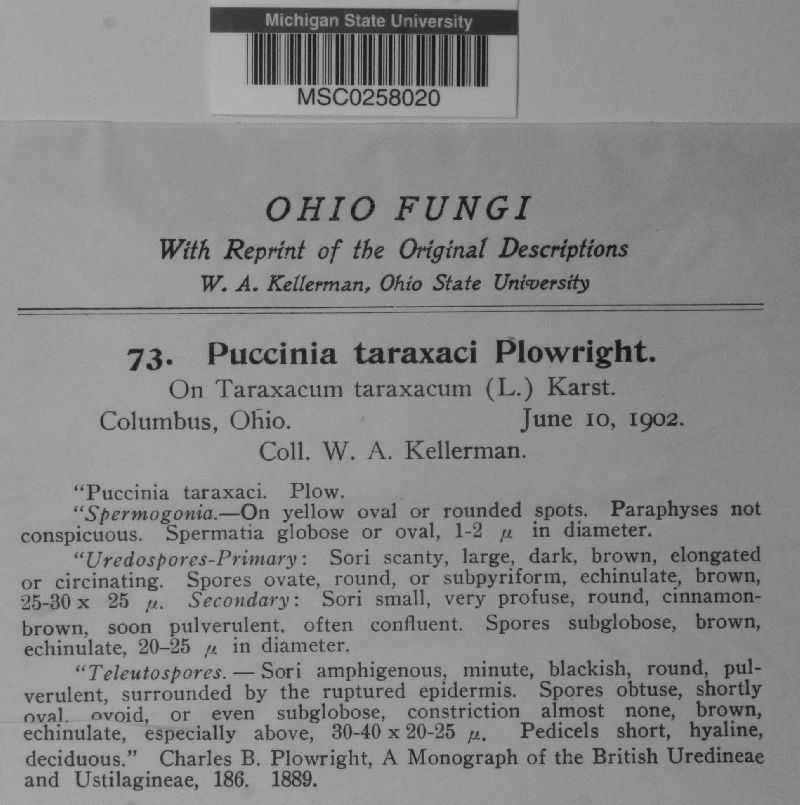 Michigan State University
MSC0258020
OHIO FUNGI
With Reprint of the Original Descriptions
W. A. Kellerman, Ohio State University
73. Puccinia taraxaci Plowright.
On Taraxacum taraxacum (L.) Karst.
Columbus, Ohio. June 10, 1902.
Coll. W. A. Kellerman.
"Puccinia taraxaci. Plow.
"Spermogonia.—On yellow oval or rounded spots. Paraphyses not
conspicuous. Spermatia globose or oval, 1-2 μ in diameter.
"Uredospores-Primary: Sori scanty, large, dark, brown, elongated
or circinating. Spores ovate, round, or subpyriform, echinulate, brown,
25-30 x 25 μ. Secondary: Sori small, very profuse, round, cinnamon-
brown, soon pulverulent, often confluent. Spores subglobose, brown,
echinulate, 20–25 μ in diameter.
"Teleutospores. — Sori amphigenous, minute, blackish, round, pul-
verulent, surrounded by the ruptured epidermis. Spores obtuse, shortly
oval, ovoid, or even subglobose, constriction almost none, brown,
echinulate, especially above, 30-40 x 20-25 μ. Pedicels short, hyaline,
deciduous." Charles B. Plowright, A Monograph of the British Uredineae
and Ustilagineae, 186. 1889.